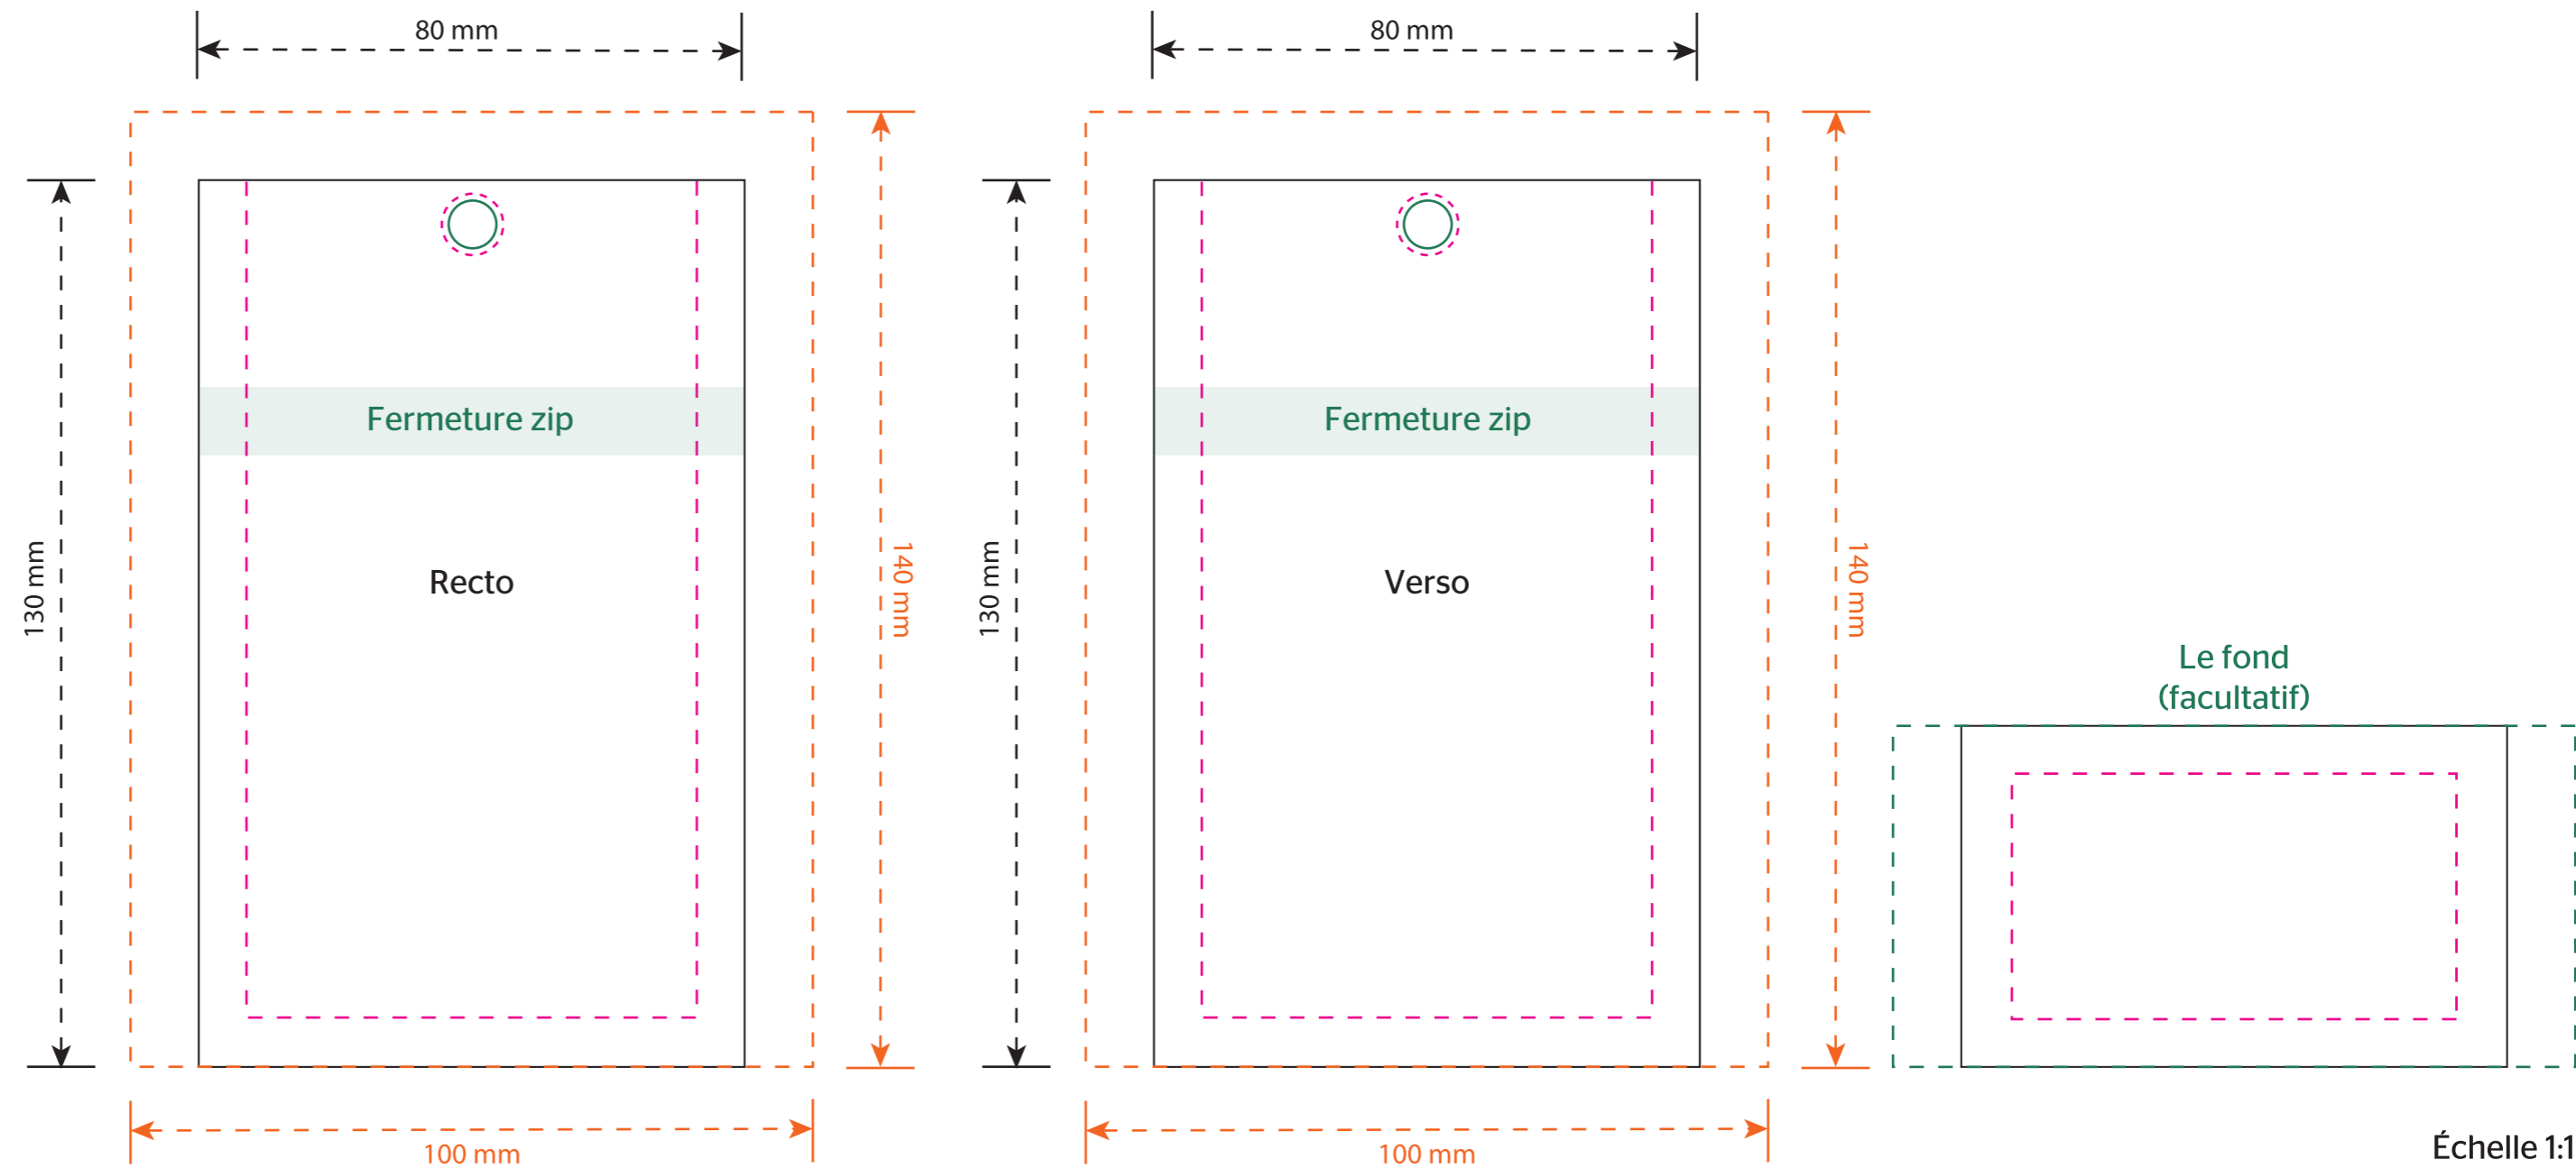 80 mm
80 mm
Fermeture zip
Fermeture zip
130 mm
Recto
140 mm
130 mm
Verso
140 mm
Le fond
(facultatif)
100 mm
100 mm
Échelle 1:1